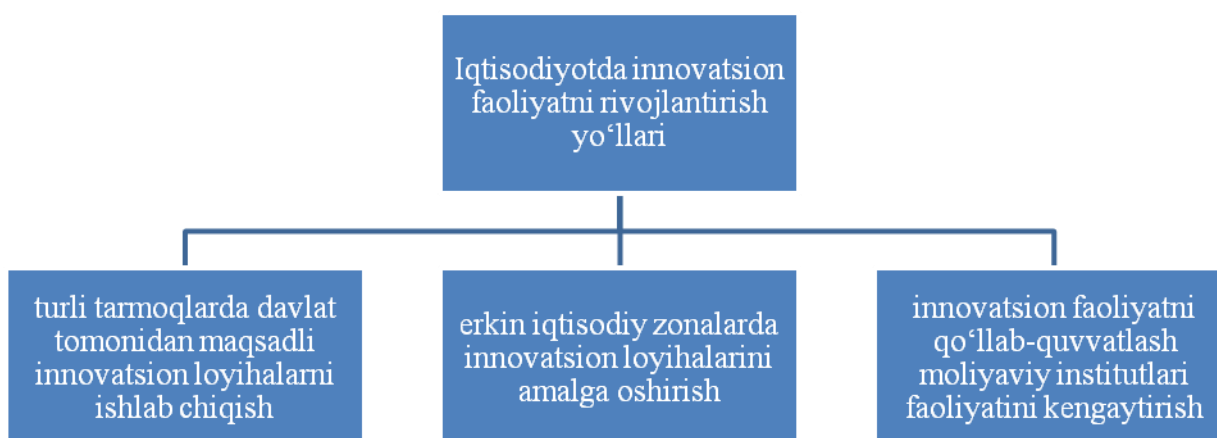 Iqtisodiyotda innovatsion
faoliyatni rivojlantirish
yo‘llari
turli tarmoqlarda davlat
tomonidan maqsadli
innovatsion loyihalarni
ishlab chiqish
erkin iqtisodiy zonalarda
innovatsion loyihalarini
amalga oshirish
innovatsion faoliyatni
qo‘llab-quvvatlash
moliyaviy institutlari
faoliyatini kengaytirish